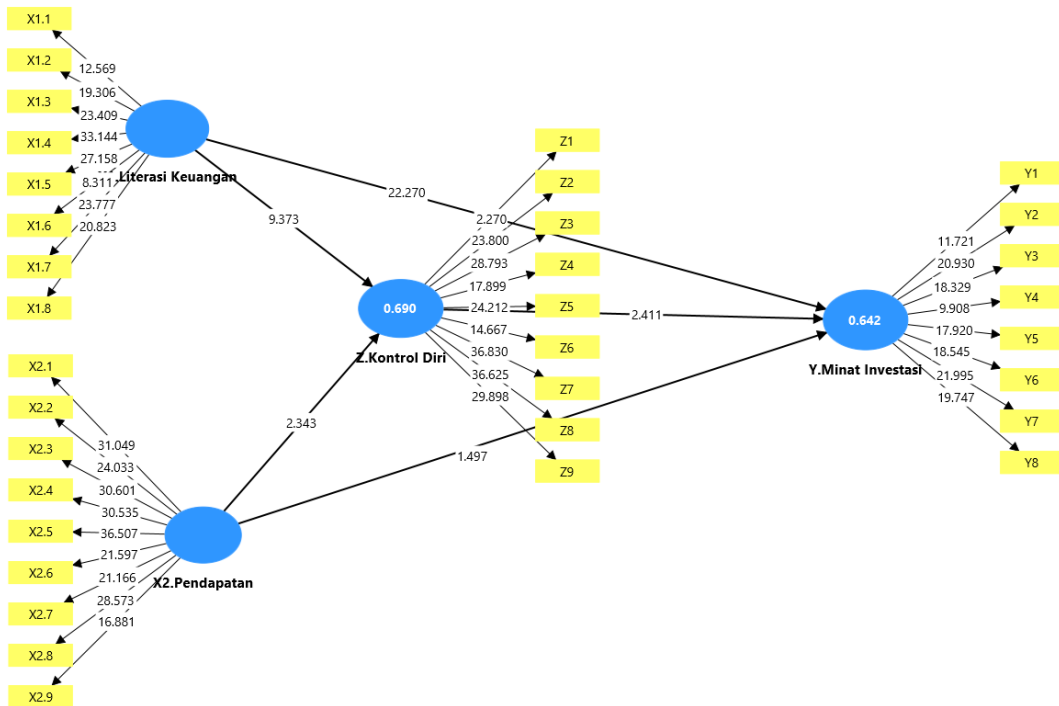 X1.1
X1.2
X1.3
X1.4
X1.5
X1.6
X1.7
X1.8
12.569
19.306
23.409
33.144
27.158
8.311
23.777
20.823
Literasi Keuangan
22.270
9.373
X2.1
X2.2
X2.3
X2.4
X2.5
X2.6
X2.7
X2.8
X2.9
31.049
24.033
30.601
30.535
36.507
21.597
21.166
28.573
16.881
X2.Pendapatan
2.343
1.497
0.690
Z.Kontrol Diri
2.411
2.270
23.800
28.793
17.899
24.212
14.667
36.830
36.625
29.898
Z1
Z2
Z3
Z4
Z5
Z6
Z7
Z8
Z9
0.642
Y.Minat Investasi
11.721
20.930
18.329
9.908
17.920
18.545
21.995
19.747
Y1
Y2
Y3
Y4
Y5
Y6
Y7
Y8